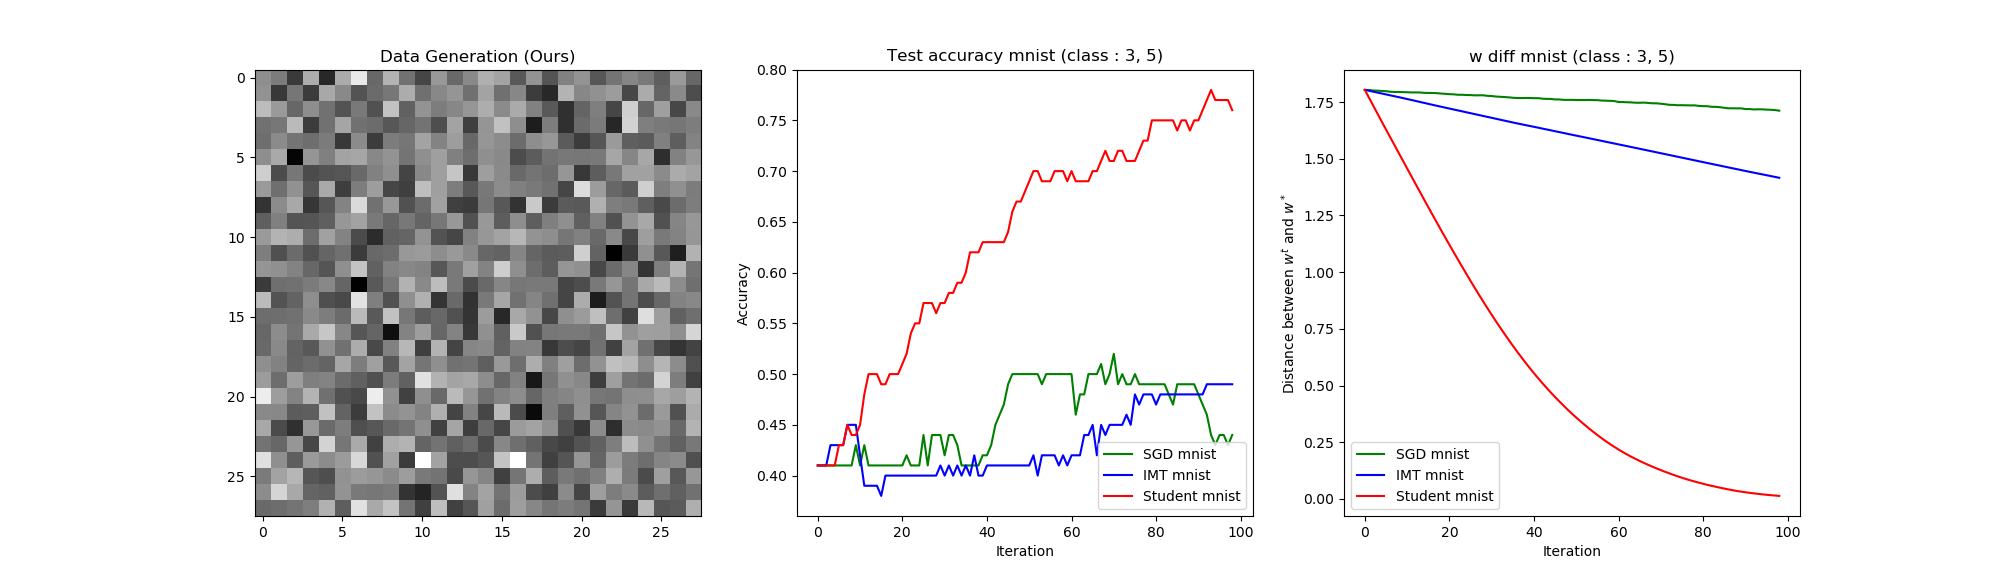 Data Generation (Ours)
0
5
10
15
20
25
0 5 10 15 20 25
Test accuracy mnist (class : 3, 5)
Accuracy
0.80
0.75
0.70
0.65
0.60
0.55
0.50
0.45
0.40
0 20 40 60 80 100
Iteration
SGD mnist
IMT mnist
Student mnist
w diff mnist (class : 3, 5)
Distance between w^t and w^*
1.75
1.50
1.25
1.00
0.75
0.50
0.25
0.00
0 20 40 60 80 100
Iteration
SGD mnist
IMT mnist
Student mnist